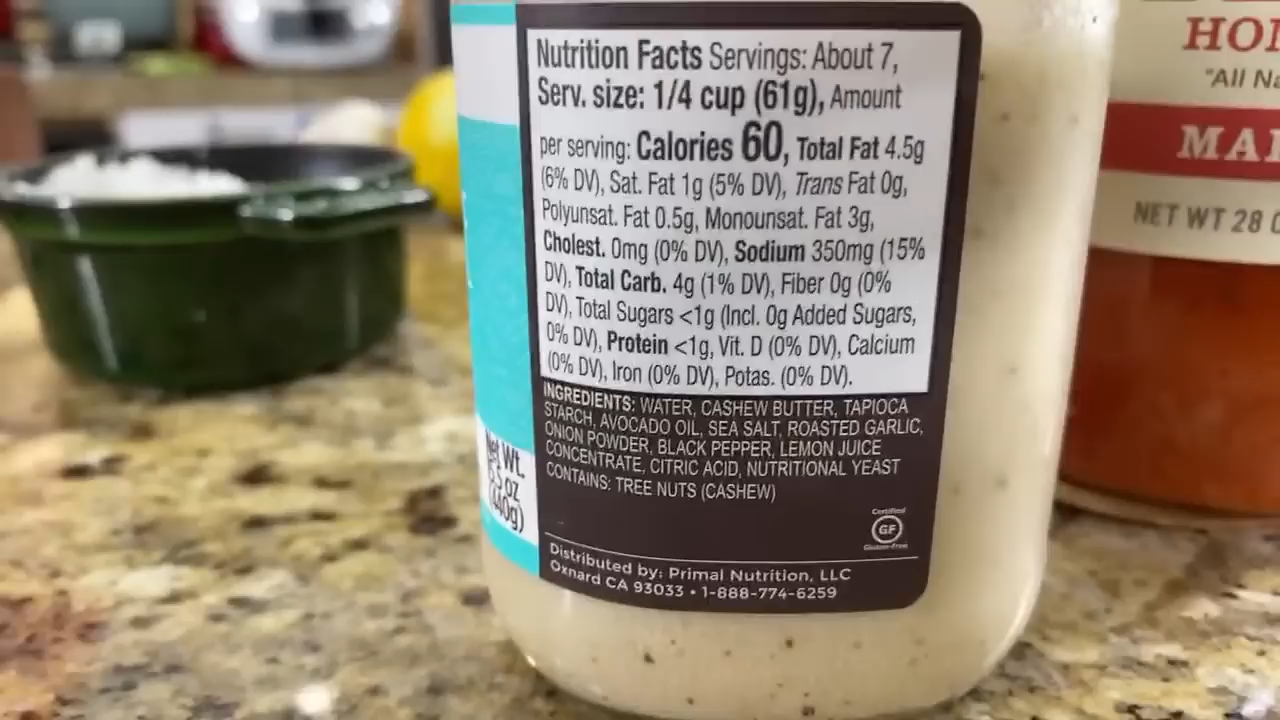 Nutrition Facts Servings: About 7,
Serv. size: 1/4 cup (61g), Amount
per serving: Calories 60, Total Fat 4.5g
(6% DV), Sat. Fat 1g (5% DV), Trans Fat 0g,
Polyunsat. Fat 0.5g, Monounsat. Fat 3g,
Cholest. 0mg (0% DV), Sodium 350mg (15%
DV), Total Carb. 4g (1% DV), Fiber 0g (0%
DV), Total Sugars <1g (Incl. 0g Added Sugars,
0% DV), Protein <1g, Vit. D (0% DV), Calcium
(0% DV), Iron (0% DV), Potas. (0% DV).
INGREDIENTS: WATER, CASHEW BUTTER, TAPIOCA
STARCH, AVOCADO OIL, SEA SALT, ROASTED GARLIC,
ONION POWDER, BLACK PEPPER, LEMON JUICE
CONCENTRATE, CITRIC ACID, NUTRITIONAL YEAST
CONTAINS: TREE NUTS (CASHEW)
Certified
GF
Gluten-Free
Distributed by: Primal Nutrition, LLC
Oxnard CA 93033 • 1-888-774-6259
Net Wt.
5.5 oz
(440g)
HO
"All Na
MA
NET WT 28 O